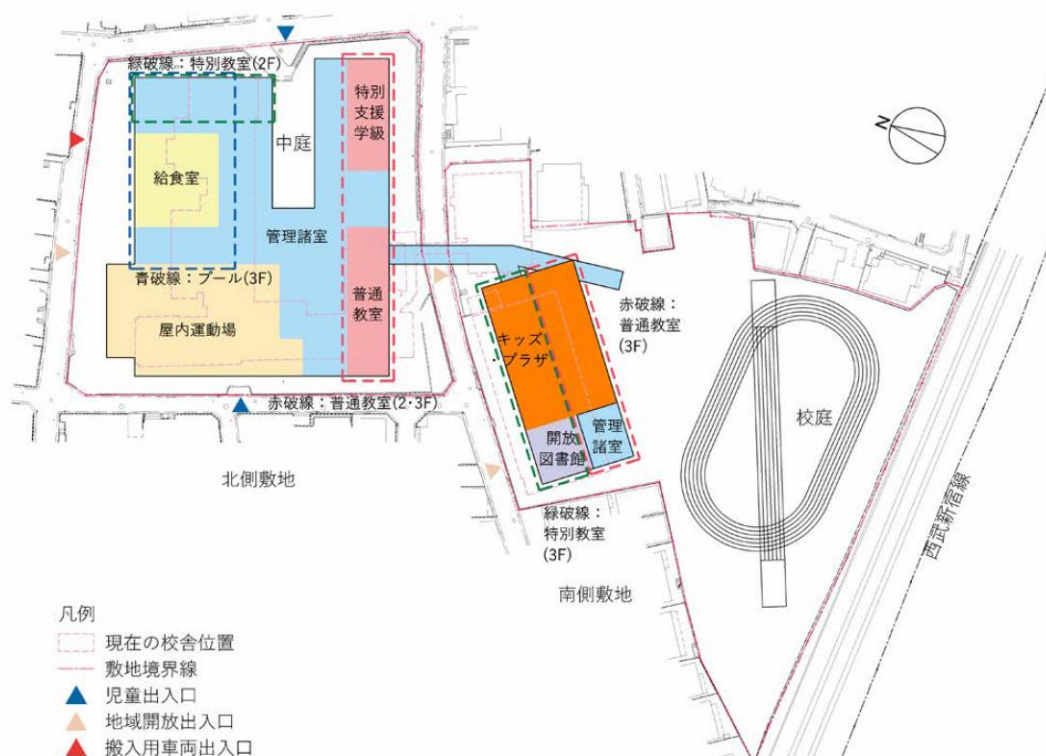 緑破線：特別教室(2F)
特別
支援
学級
中庭
給食室
管理諸室
青破線：プール(3F)
普通
教室
屋内運動場
赤破線：普通教室(2･3F)
北側敷地
N
キッズ
プラザ
赤破線：
普通教室
(3F)
管理
諸室
開放
図書館
校庭
緑破線：
特別教室
(3F)
南側敷地
西武新宿線
凡例
現在の校舎位置
敷地境界線
児童出入口
地域開放出入口
搬入用車両出入口